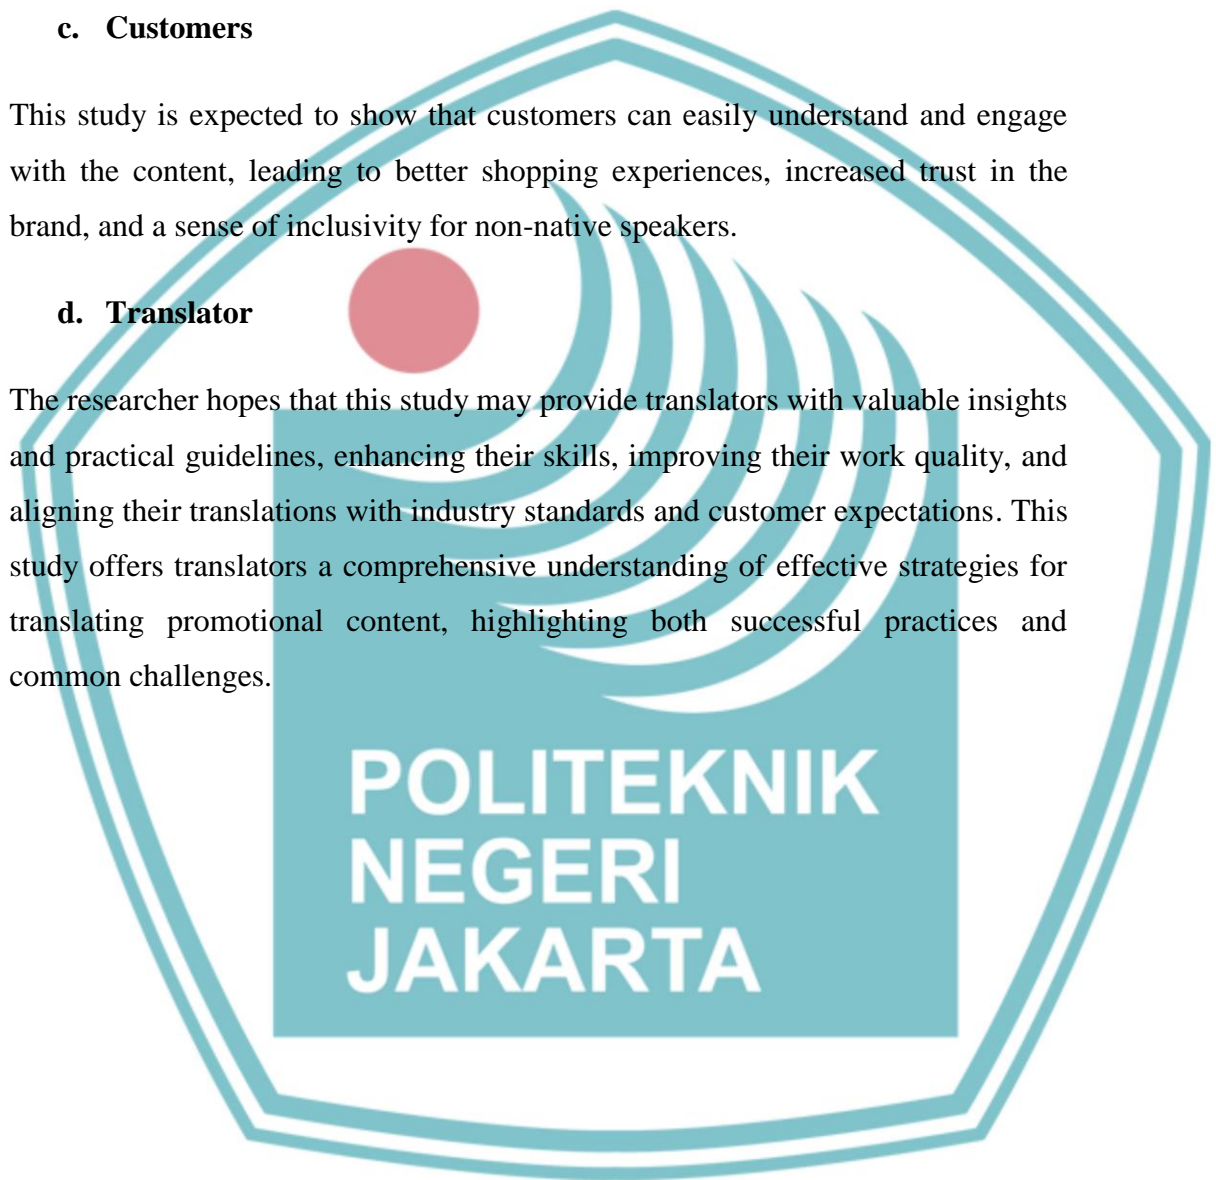 c. Customers
This study is expected to show that customers can easily understand and engage
with the content, leading to better shopping experiences, increased trust in the
brand, and a sense of inclusivity for non-native speakers.
d. Translator
The researcher hopes that this study may provide translators with valuable insights
and practical guidelines, enhancing their skills, improving their work quality, and
aligning their translations with industry standards and customer expectations. This
study offers translators a comprehensive understanding of effective strategies for
translating promotional content, highlighting both successful practices and
common challenges.
POLITEKNIK
NEGERI
JAKARTA